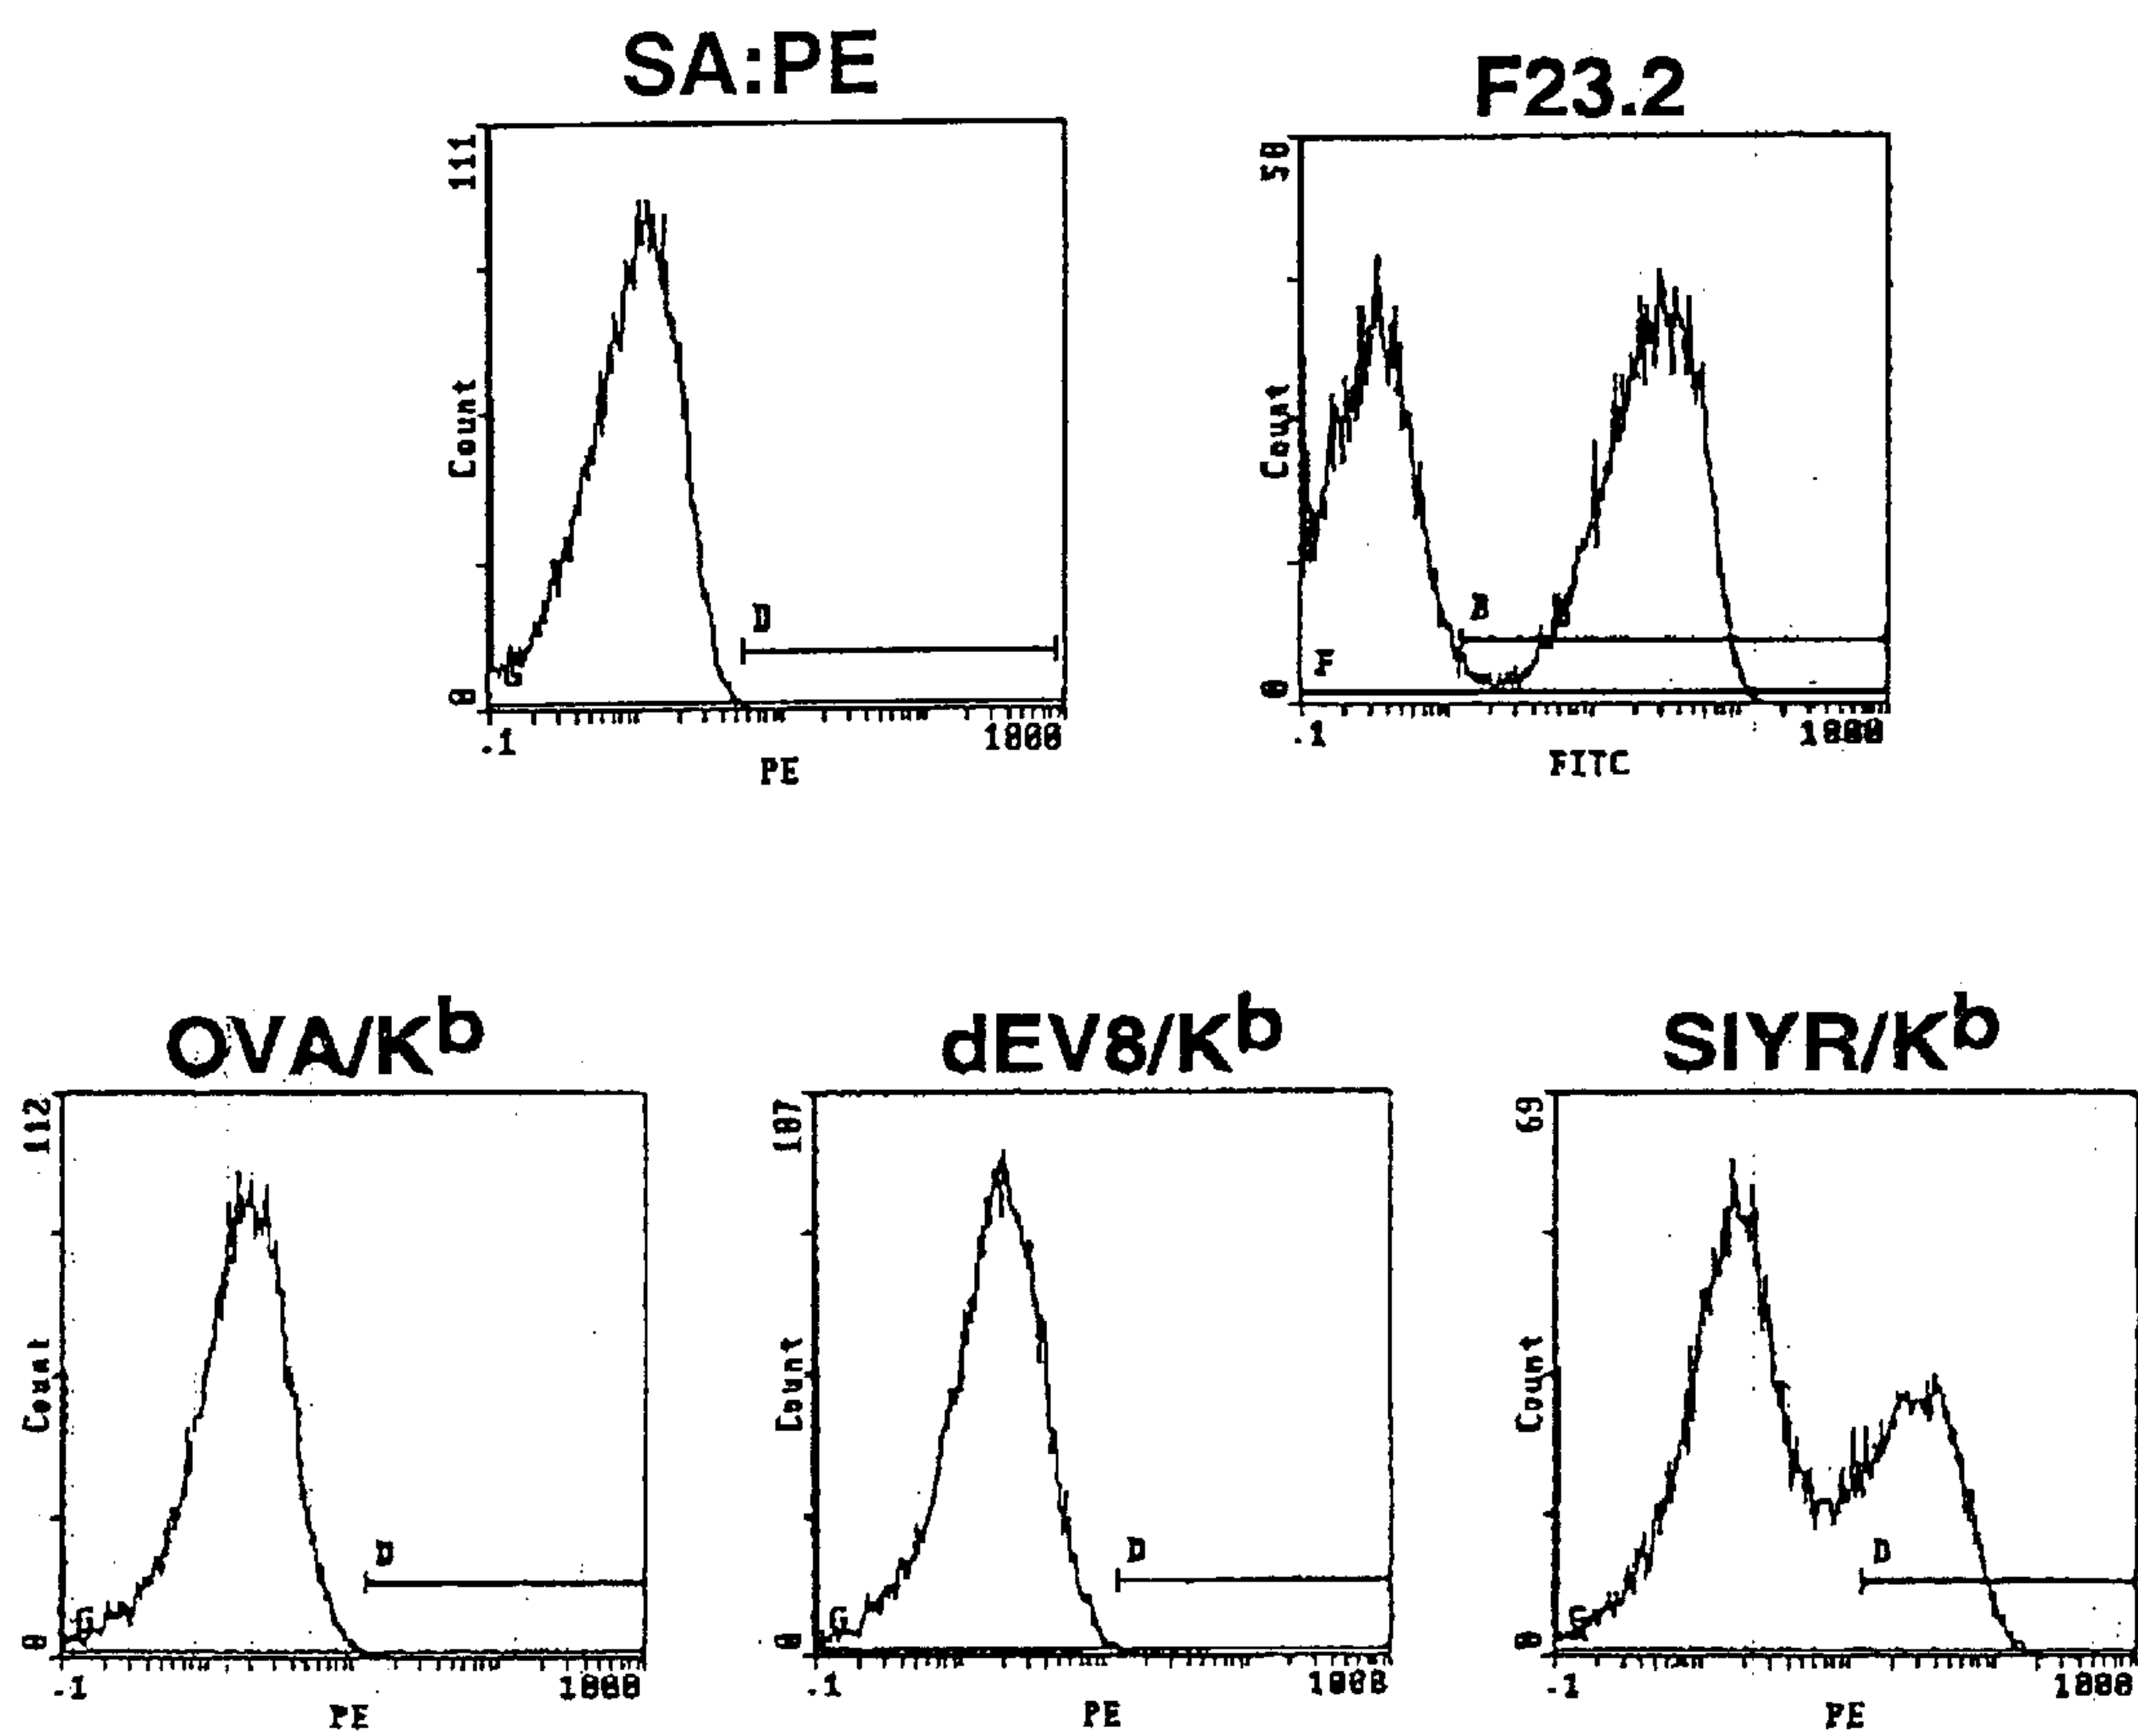 SA:PE
F23.2
111
Count
0
D
G
.1
1000
PE
50
Count
0
B
F
.1
1000
FITC
OVA/Kb
dEV8/Kb
SIYR/Kb
112
Count
0
D
G
.1
1000
PE
107
Count
0
D
G
.1
1000
PE
69
Count
0
D
G
.1
1000
PE